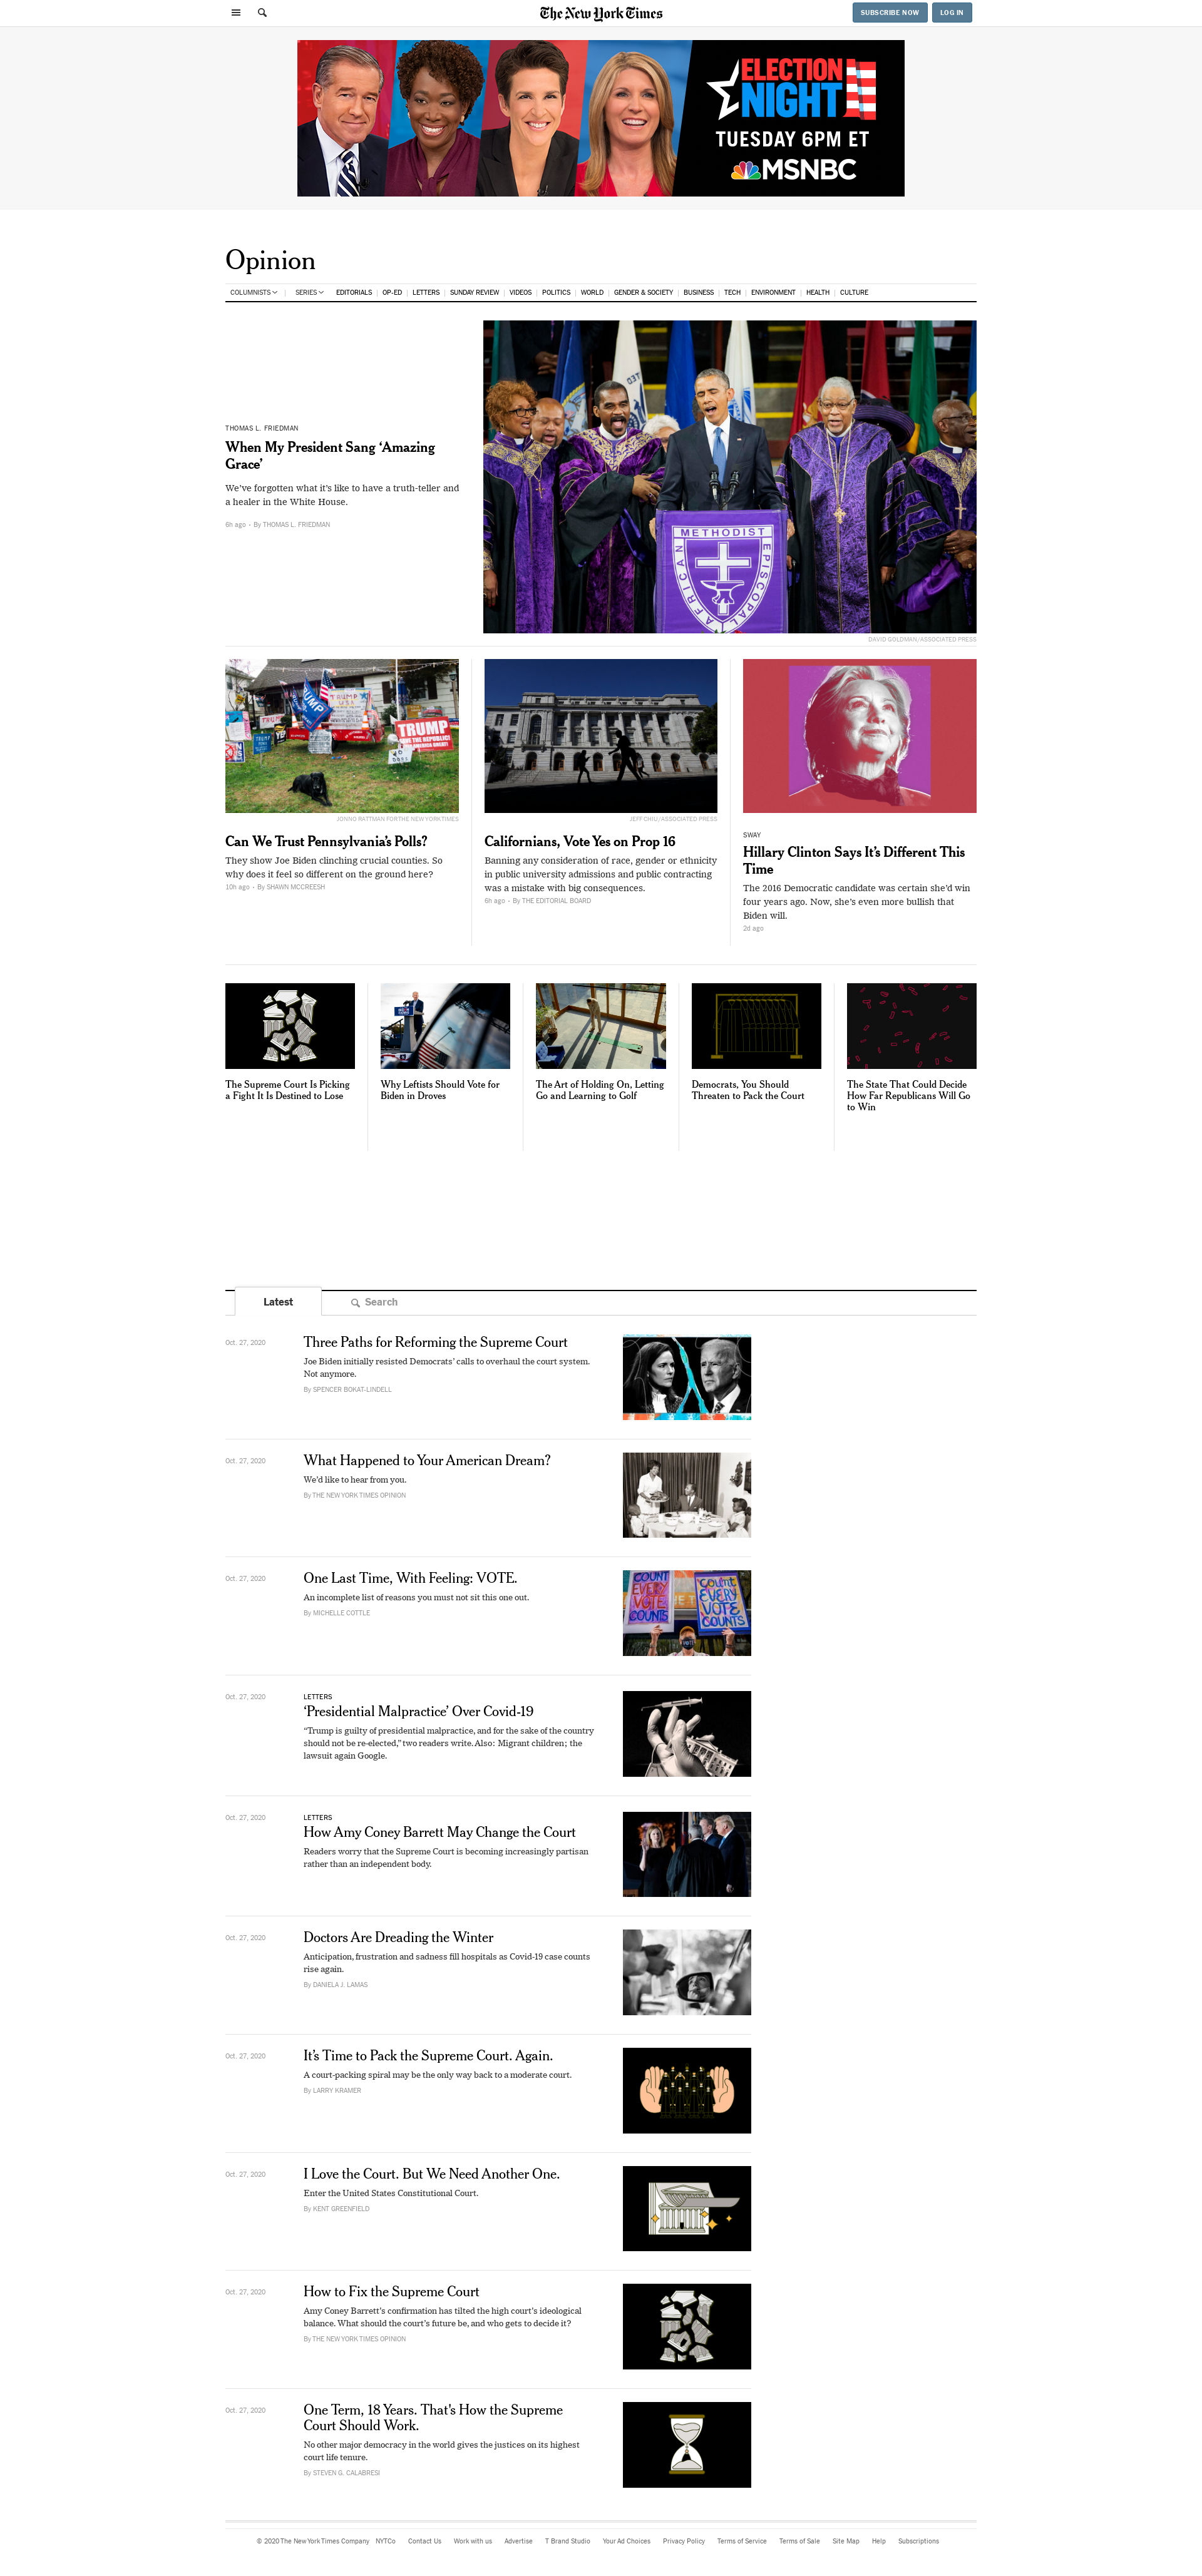 The New York Times
SUBSCRIBE NOW
LOG IN
ELECTION
NIGHT
TUESDAY 6PM ET
MSNBC
Opinion
COLUMNISTS | SERIES EDITORIALS | OP-ED | LETTERS | SUNDAY REVIEW | VIDEOS | POLITICS | WORLD | GENDER & SOCIETY | BUSINESS | TECH | ENVIRONMENT | HEALTH | CULTURE
THOMAS L. FRIEDMAN
When My President Sang ‘Amazing
Grace’
We’ve forgotten what it’s like to have a truth-teller and
a healer in the White House.
6h ago - By THOMAS L. FRIEDMAN
AFRICAN METHODIST EPISCOPAL
DAVID GOLDMAN/ASSOCIATED PRESS
TRUMP
TRUMP
JONNO RATTMAN FOR THE NEW YORK TIMES
Can We Trust Pennsylvania’s Polls?
They show Joe Biden clinching crucial counties. So
why does it feel so different on the ground here?
10h ago - By SHAWN MCCREESH
JEFF CHIU/ASSOCIATED PRESS
Californians, Vote Yes on Prop 16
Banning any consideration of race, gender or ethnicity
in public university admissions and public contracting
was a mistake with big consequences.
6h ago - By THE EDITORIAL BOARD
SWAY
Hillary Clinton Says It’s Different This
Time
The 2016 Democratic candidate was certain she’d win
four years ago. Now, she’s even more bullish that
Biden will.
2d ago
The Supreme Court Is Picking
a Fight It Is Destined to Lose
Why Leftists Should Vote for
Biden in Droves
The Art of Holding On, Letting
Go and Learning to Golf
Democrats, You Should
Threaten to Pack the Court
The State That Could Decide
How Far Republicans Will Go
to Win
Latest
Search
Oct. 27, 2020
Three Paths for Reforming the Supreme Court
Joe Biden initially resisted Democrats’ calls to overhaul the court system.
Not anymore.
By SPENCER BOKAT-LINDELL
Oct. 27, 2020
What Happened to Your American Dream?
We’d like to hear from you.
By THE NEW YORK TIMES OPINION
Oct. 27, 2020
One Last Time, With Feeling: VOTE.
An incomplete list of reasons you must not sit this one out.
By MICHELLE COTTLE
COUNT EVERY VOTE COUNTS
COUNT EVERY VOTE COUNTS
Oct. 27, 2020
LETTERS
‘Presidential Malpractice’ Over Covid-19
“Trump is guilty of presidential malpractice, and for the sake of the country
should not be re-elected,” two readers write. Also: Migrant children; the
lawsuit again Google.
Oct. 27, 2020
LETTERS
How Amy Coney Barrett May Change the Court
Readers worry that the Supreme Court is becoming increasingly partisan
rather than an independent body.
Oct. 27, 2020
Doctors Are Dreading the Winter
Anticipation, frustration and sadness fill hospitals as Covid-19 case counts
rise again.
By DANIELA J. LAMAS
Oct. 27, 2020
It’s Time to Pack the Supreme Court. Again.
A court-packing spiral may be the only way back to a moderate court.
By LARRY KRAMER
Oct. 27, 2020
I Love the Court. But We Need Another One.
Enter the United States Constitutional Court.
By KENT GREENFIELD
Oct. 27, 2020
How to Fix the Supreme Court
Amy Coney Barrett’s confirmation has tilted the high court’s ideological
balance. What should the court’s future be, and who gets to decide it?
By THE NEW YORK TIMES OPINION
Oct. 27, 2020
One Term, 18 Years. That's How the Supreme
Court Should Work.
No other major democracy in the world gives the justices on its highest
court life tenure.
By STEVEN G. CALABRESI
© 2020 The New York Times Company NYTCo Contact Us Work with us Advertise T Brand Studio Your Ad Choices Privacy Policy Terms of Service Terms of Sale Site Map Help Subscriptions